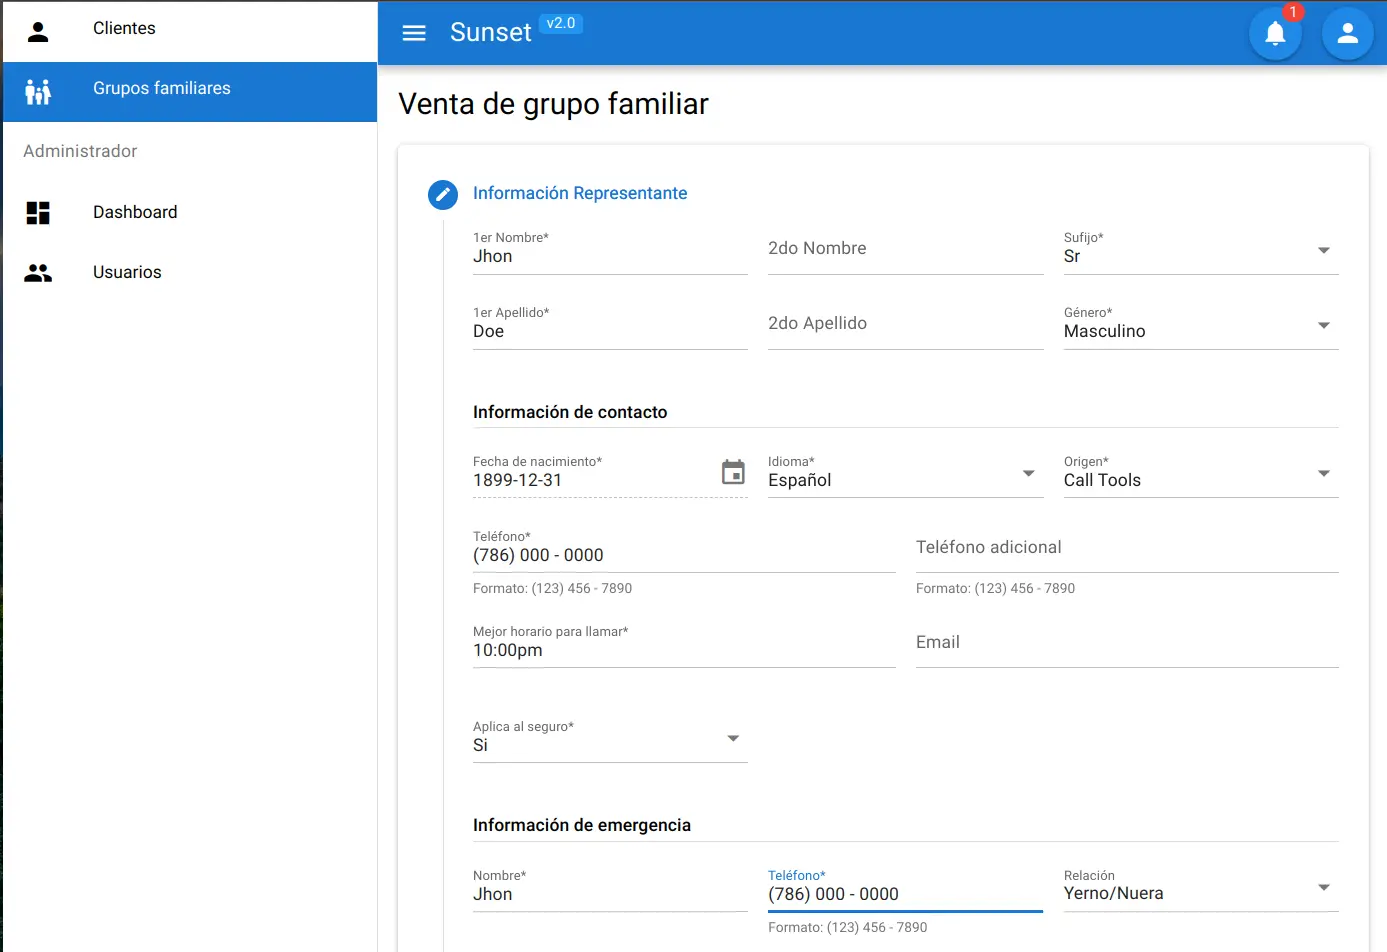 Clientes
Grupos familiares
Administrador
Dashboard
Usuarios
Sunset v2.0
1
Venta de grupo familiar
Información Representante
1er Nombre* 2do Nombre Sufijo*
Jhon Sr
1er Apellido* 2do Apellido Género*
Doe Masculino
Información de contacto
Fecha de nacimiento* Idioma* Origen*
1899-12-31 Español Call Tools
Teléfono* Teléfono adicional
(786) 000 - 0000
Formato: (123) 456 - 7890 Formato: (123) 456 - 7890
Mejor horario para llamar* Email
10:00pm
Aplica al seguro*
Si
Información de emergencia
Nombre* Teléfono* Relación
Jhon (786) 000 - 0000 Yerno/Nuera
Formato: (123) 456 - 7890